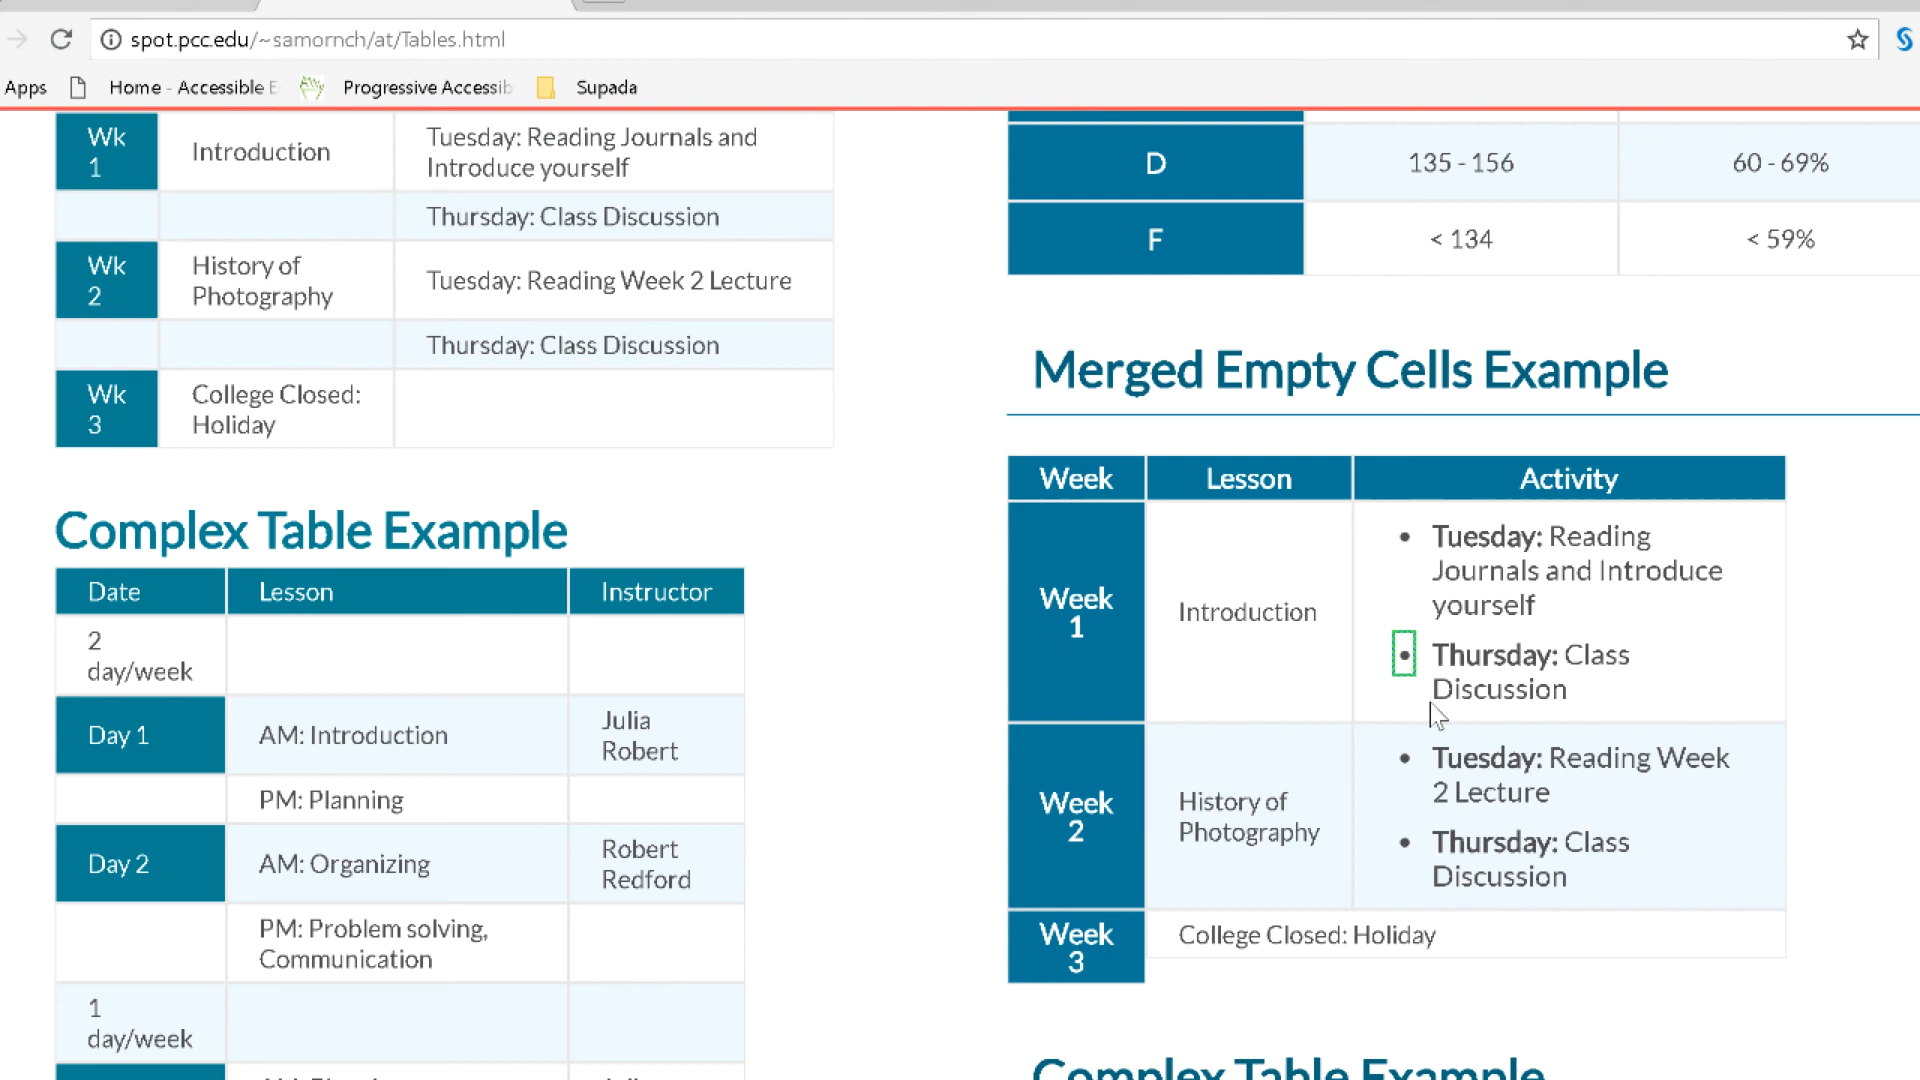 spot.pcc.edu/~samornch/at/Tables.html
Apps Home - Accessible E Progressive Accessib Supada
Wk
1
Introduction
Tuesday: Reading Journals and
Introduce yourself
Thursday: Class Discussion
Wk
2
History of
Photography
Tuesday: Reading Week 2 Lecture
Thursday: Class Discussion
Wk
3
College Closed:
Holiday
Complex Table Example
Date Lesson Instructor
2
day/week
Day 1
AM: Introduction
Julia
Robert
PM: Planning
Day 2
AM: Organizing
Robert
Redford
PM: Problem solving,
Communication
1
day/week
D 135 - 156 60 - 69%
F < 134 < 59%
Merged Empty Cells Example
Week Lesson Activity
Week
1
Introduction
• Tuesday: Reading
Journals and Introduce
yourself
• Thursday: Class
Discussion
Week
2
History of
Photography
• Tuesday: Reading Week
2 Lecture
• Thursday: Class
Discussion
Week
3
College Closed: Holiday
Complex Table Example